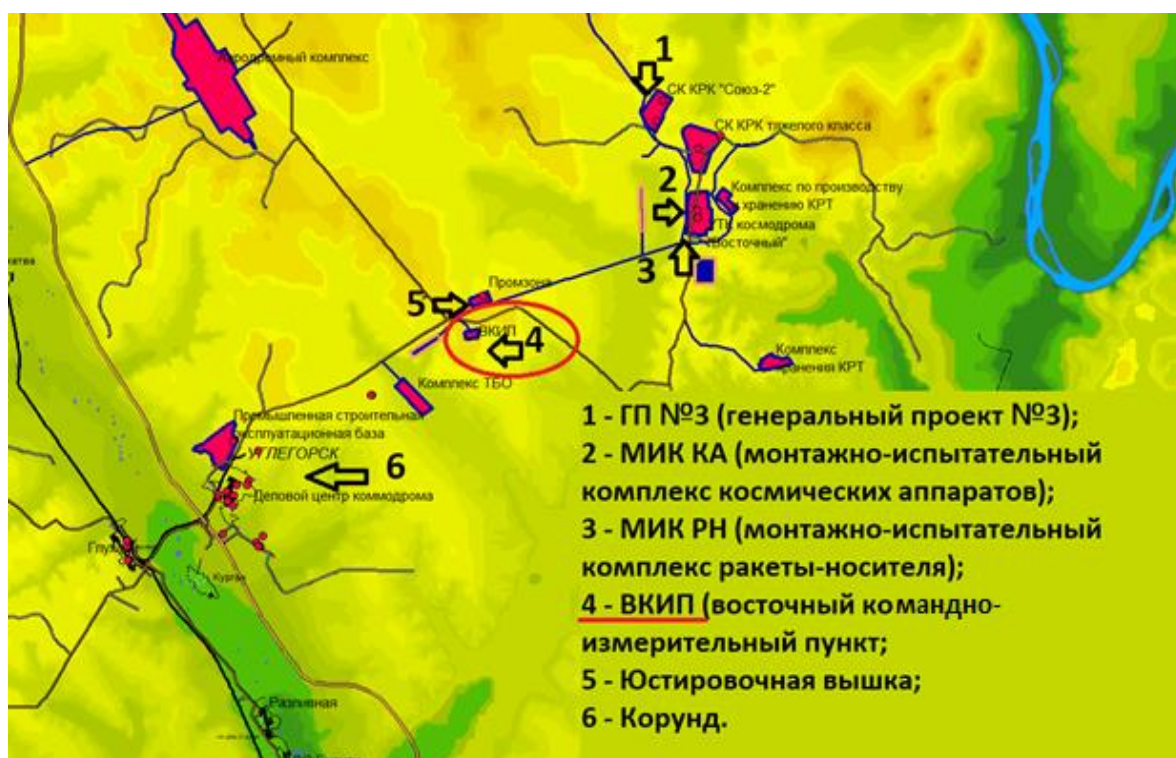 Аэродромный комплекс
1
СК КРК "Союз-2"
СК КРК тяжелого класса
2
Комплекс по производству
и хранению КРТ
ТК космодрома
"Восточный"
3
Промзона
5
ВКИП
4
Комплекс
хранения КРТ
Комплекс ТБО
Промышленная строительная
эксплуатационная база
УГЛЕГОРСК
6
Деловой центр коммодрома
Курган
Разливная
1 - ГП №3 (генеральный проект №3);
2 - МИК КА (монтажно-испытательный
комплекс космических аппаратов);
3 - МИК РН (монтажно-испытательный
комплекс ракеты-носителя);
4 - ВКИП (восточный командно-
измерительный пункт;
5 - Юстировочная вышка;
6 - Корунд.